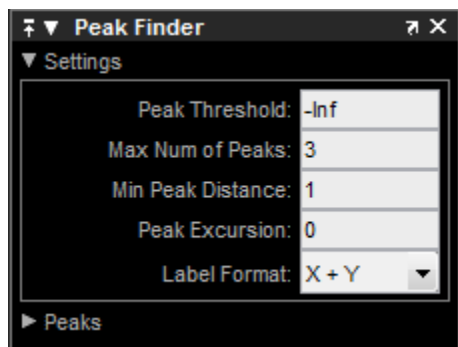 Peak Finder
Settings
Peak Threshold: -Inf
Max Num of Peaks: 3
Min Peak Distance: 1
Peak Excursion: 0
Label Format: X + Y
Peaks